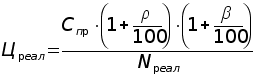 Ц реал = C пр · (1 + ρ/100) · (1 + β/100) / N реал